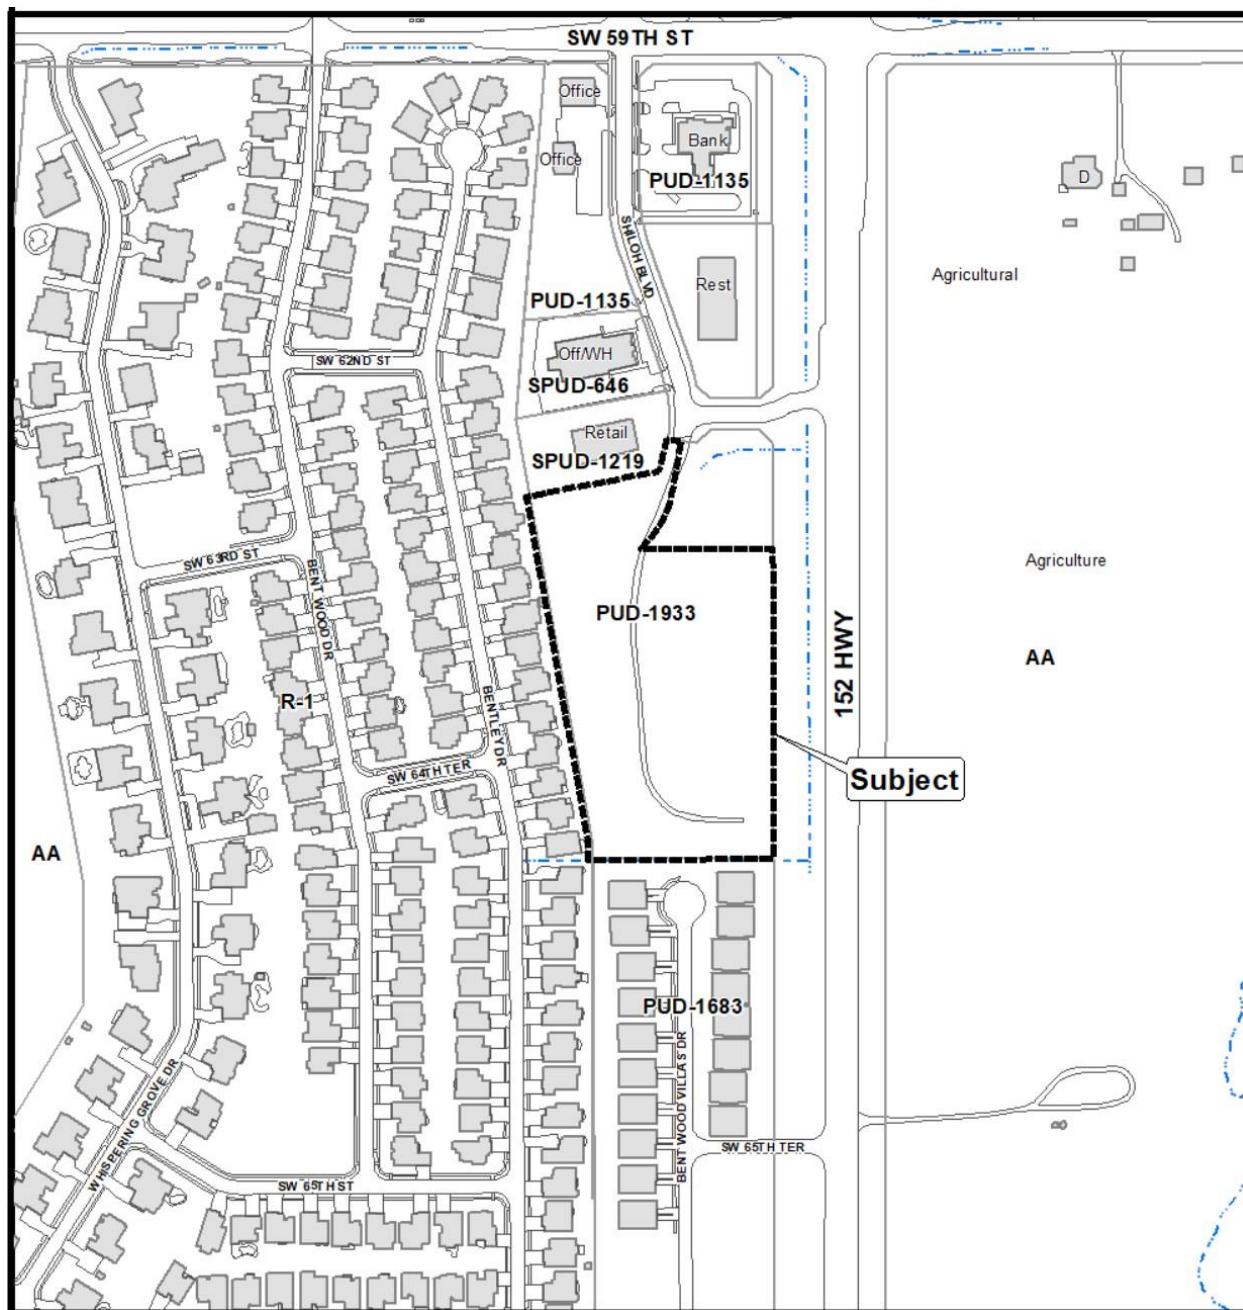 SW 59TH ST
Office
Bank
Office
PUD-1135
D
SHILOH BLVD
Agricultural
Rest
PUD-1135
Off/WH
SW 62ND ST
SPUD-646
Retail
SPUD-1219
SW 63RD ST
Agriculture
BENT WOOD DR
PUD-1933
152 HWY
AA
R-1
BENTLEY DR
SW 64TH TER
Subject
AA
PUD-1683
BENT WOOD VILLAS DR
WHISPERING GROVE DR
SW 65TH TER
SW 65TH ST